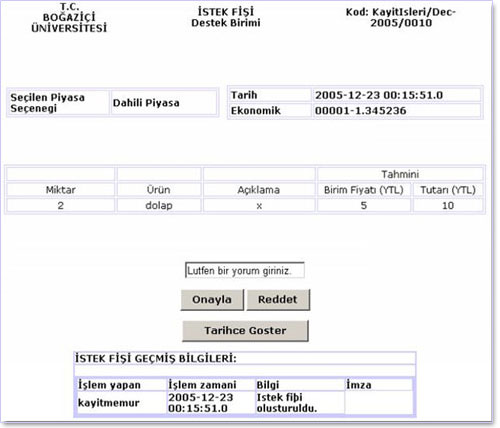 T.C.
BOĞAZİÇİ
ÜNİVERSİTESİ
İSTEK FİŞİ
Destek Birimi
Kod: KayitIsleri/Dec-
2005/0010
Seçilen Piyasa
Seçenegi
Dahili Piyasa
Tarih 2005-12-23 00:15:51.0
Ekonomik 00001-1.345236
Tahmini
Miktar Ürün Açıklama Birim Fiyatı (YTL) Tutarı (YTL)
2 dolap x 5 10
Lutfen bir yorum giriniz.
Onayla Reddet
Tarihce Goster
İSTEK FİŞİ GEÇMİŞ BİLGİLERİ:
İşlem yapan İşlem zamani Bilgi İmza
kayitmemur 2005-12-23 Istek fiþi
00:15:51.0 olusturuldu.